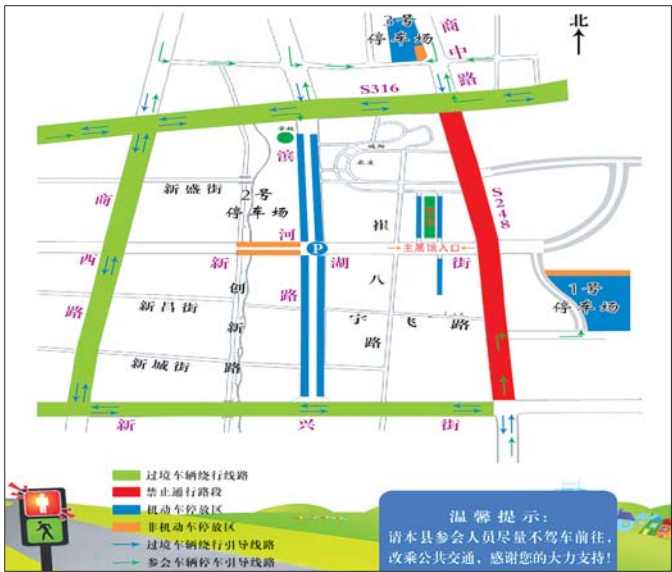 北
3号
停车场
商中路
S316
学校
滨河路
新盛街
2号
停车场
商西路
S248
崔八路
主展馆入口
新湖街
P
1号
停车场
创新路
新昌街
宇飞路
新城街
新兴街
过境车辆绕行线路
禁止通行路段
机动车停放区
非机动车停放区
过境车辆绕行引导线路
参会车辆停车引导线路
温馨提示:
请本县参会人员尽量不驾车前往,
改乘公共交通,感谢您的大力支持!